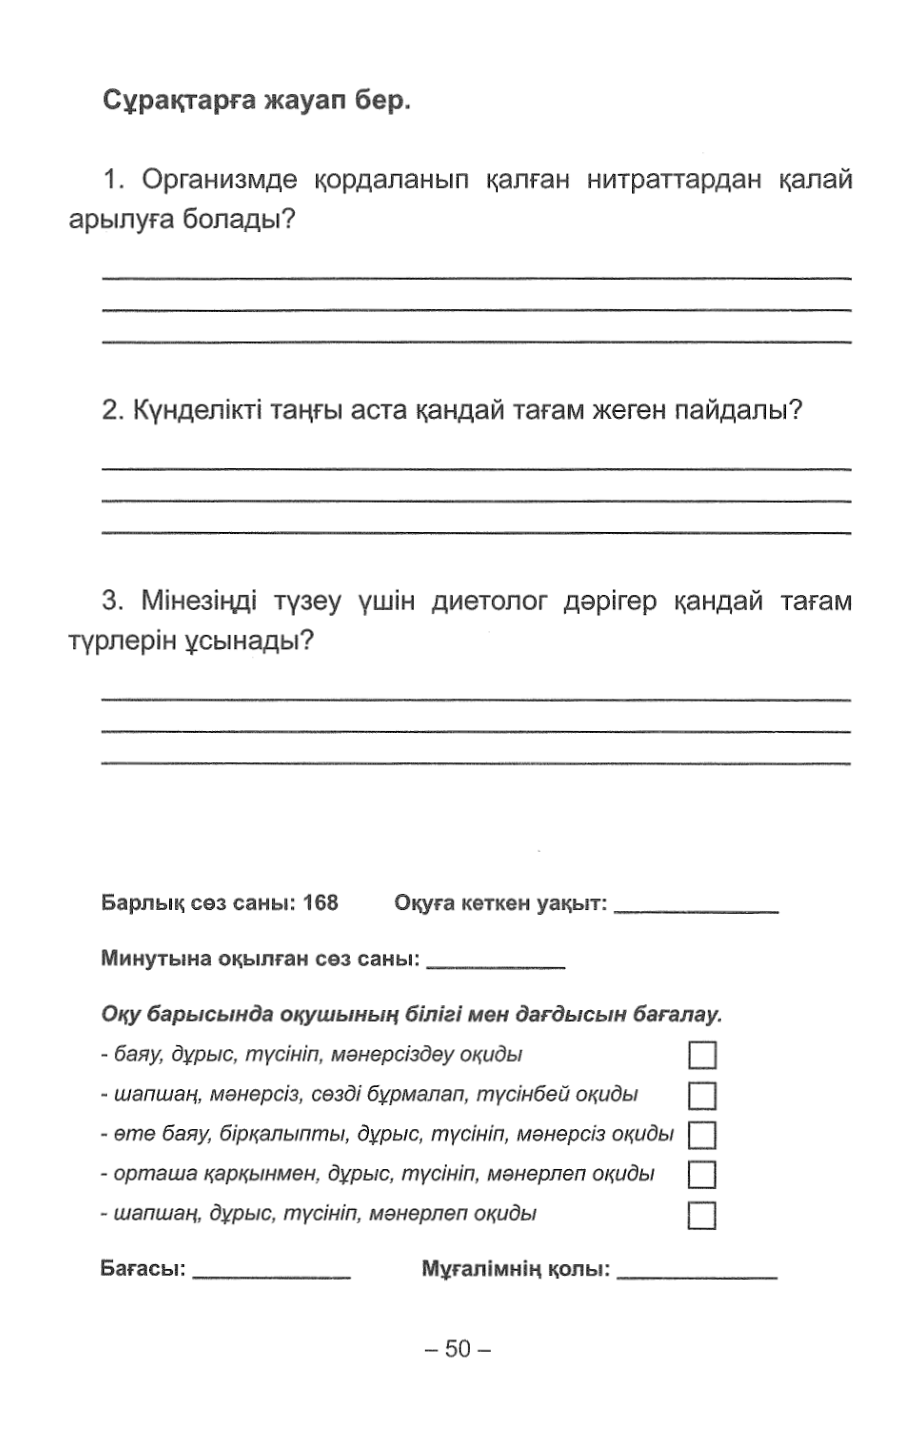 Сұрақтарға жауап бер.
1. Организмде қордаланып қалған нитраттардан қалай
арылуға болады?
2. Күнделікті таңғы аста қандай тағам жеген пайдалы?
3. Мінезіңді түзеу үшін диетолог дәрігер қандай тағам
түрлерін ұсынады?
Барлық сөз саны: 168 Оқуға кеткен уақыт: ____________
Минутына оқылған сөз саны: ____________
Оқу барысында оқушының білігі мен дағдысын бағалау.
- баяу, дұрыс, түсініп, мәнерсіздеу оқиды
- шапшаң, мәнерсіз, сөзді бұрмалап, түсінбей оқиды
- өте баяу, бірқалыпты, дұрыс, түсініп, мәнерсіз оқиды
- орташа қарқынмен, дұрыс, түсініп, мәнерлеп оқиды
- шапшаң, дұрыс, түсініп, мәнерлеп оқиды
Бағасы: ____________ Мұғалімнің қолы: ____________
– 50 –